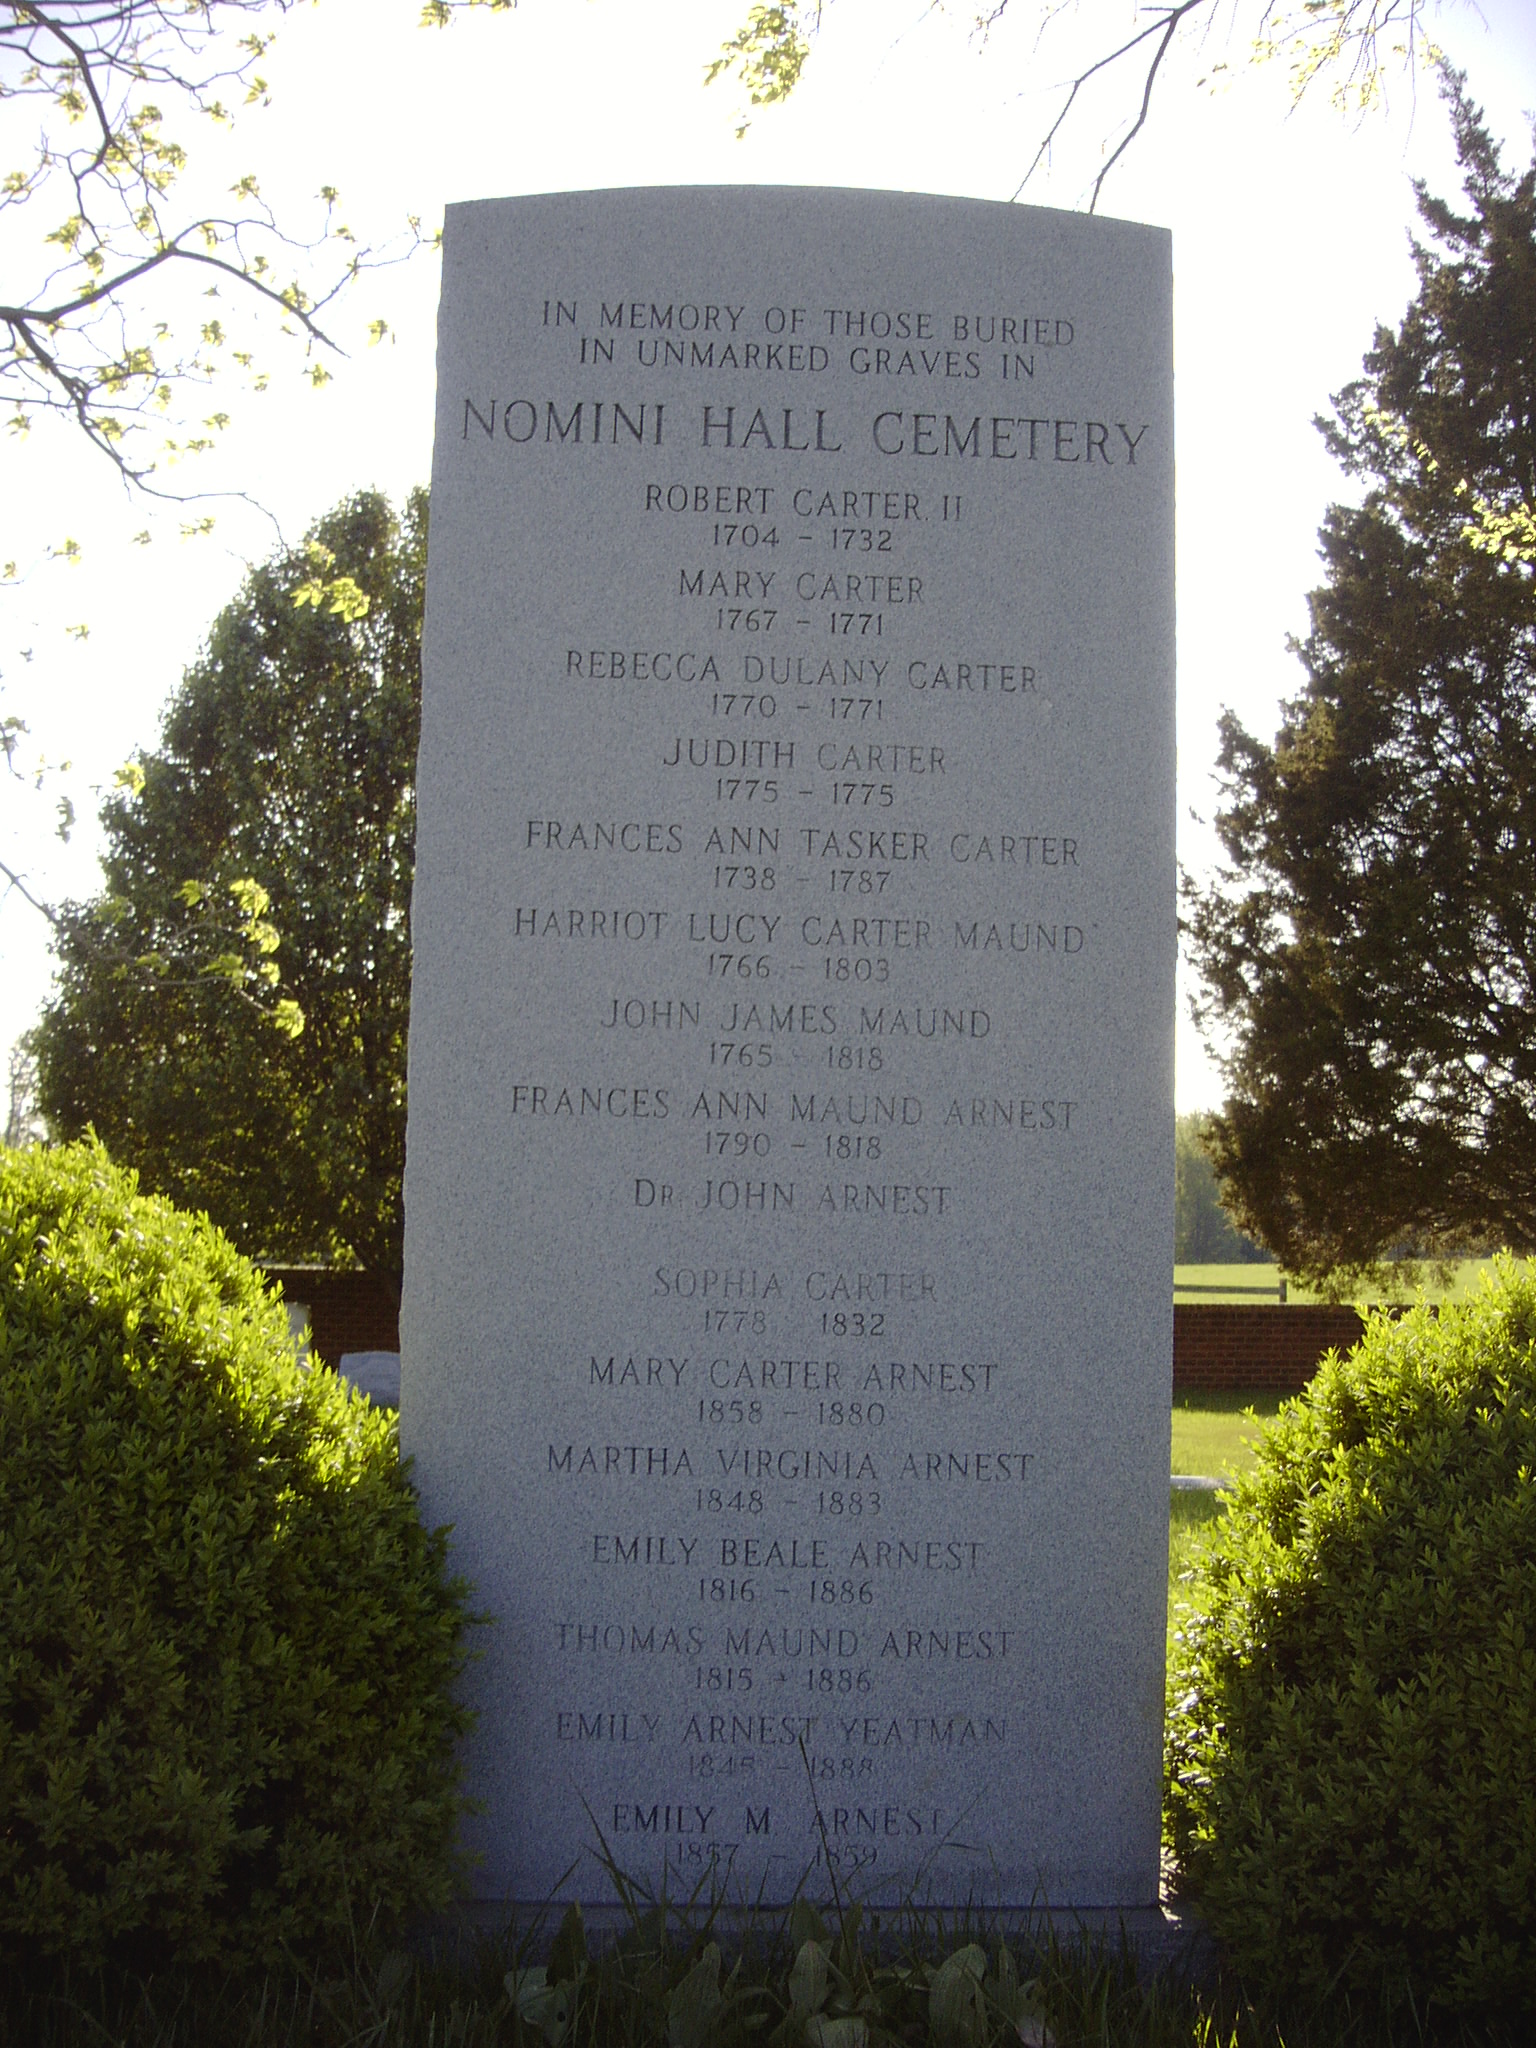 IN MEMORY OF THOSE BURIED
IN UNMARKED GRAVES IN
NOMINI HALL CEMETERY
ROBERT CARTER II
1704 - 1732
MARY CARTER
1767 - 1771
REBECCA DULANY CARTER
1770 - 1771
JUDITH CARTER
1775 - 1775
FRANCES ANN TASKER CARTER
1738 - 1787
HARRIOT LUCY CARTER MAUND
1766 - 1803
JOHN JAMES MAUND
1765 - 1818
FRANCES ANN MAUND ARNEST
1790 - 1818
DR JOHN ARNEST
SOPHIA CARTER
1778 1832
MARY CARTER ARNEST
1858 - 1880
MARTHA VIRGINIA ARNEST
1848 - 1883
EMILY BEALE ARNEST
1816 - 1886
THOMAS MAUND ARNEST
1815 - 1886
EMILY ARNEST YEATMAN
1845 - 1888
EMILY M ARNEST
1857 - 1859